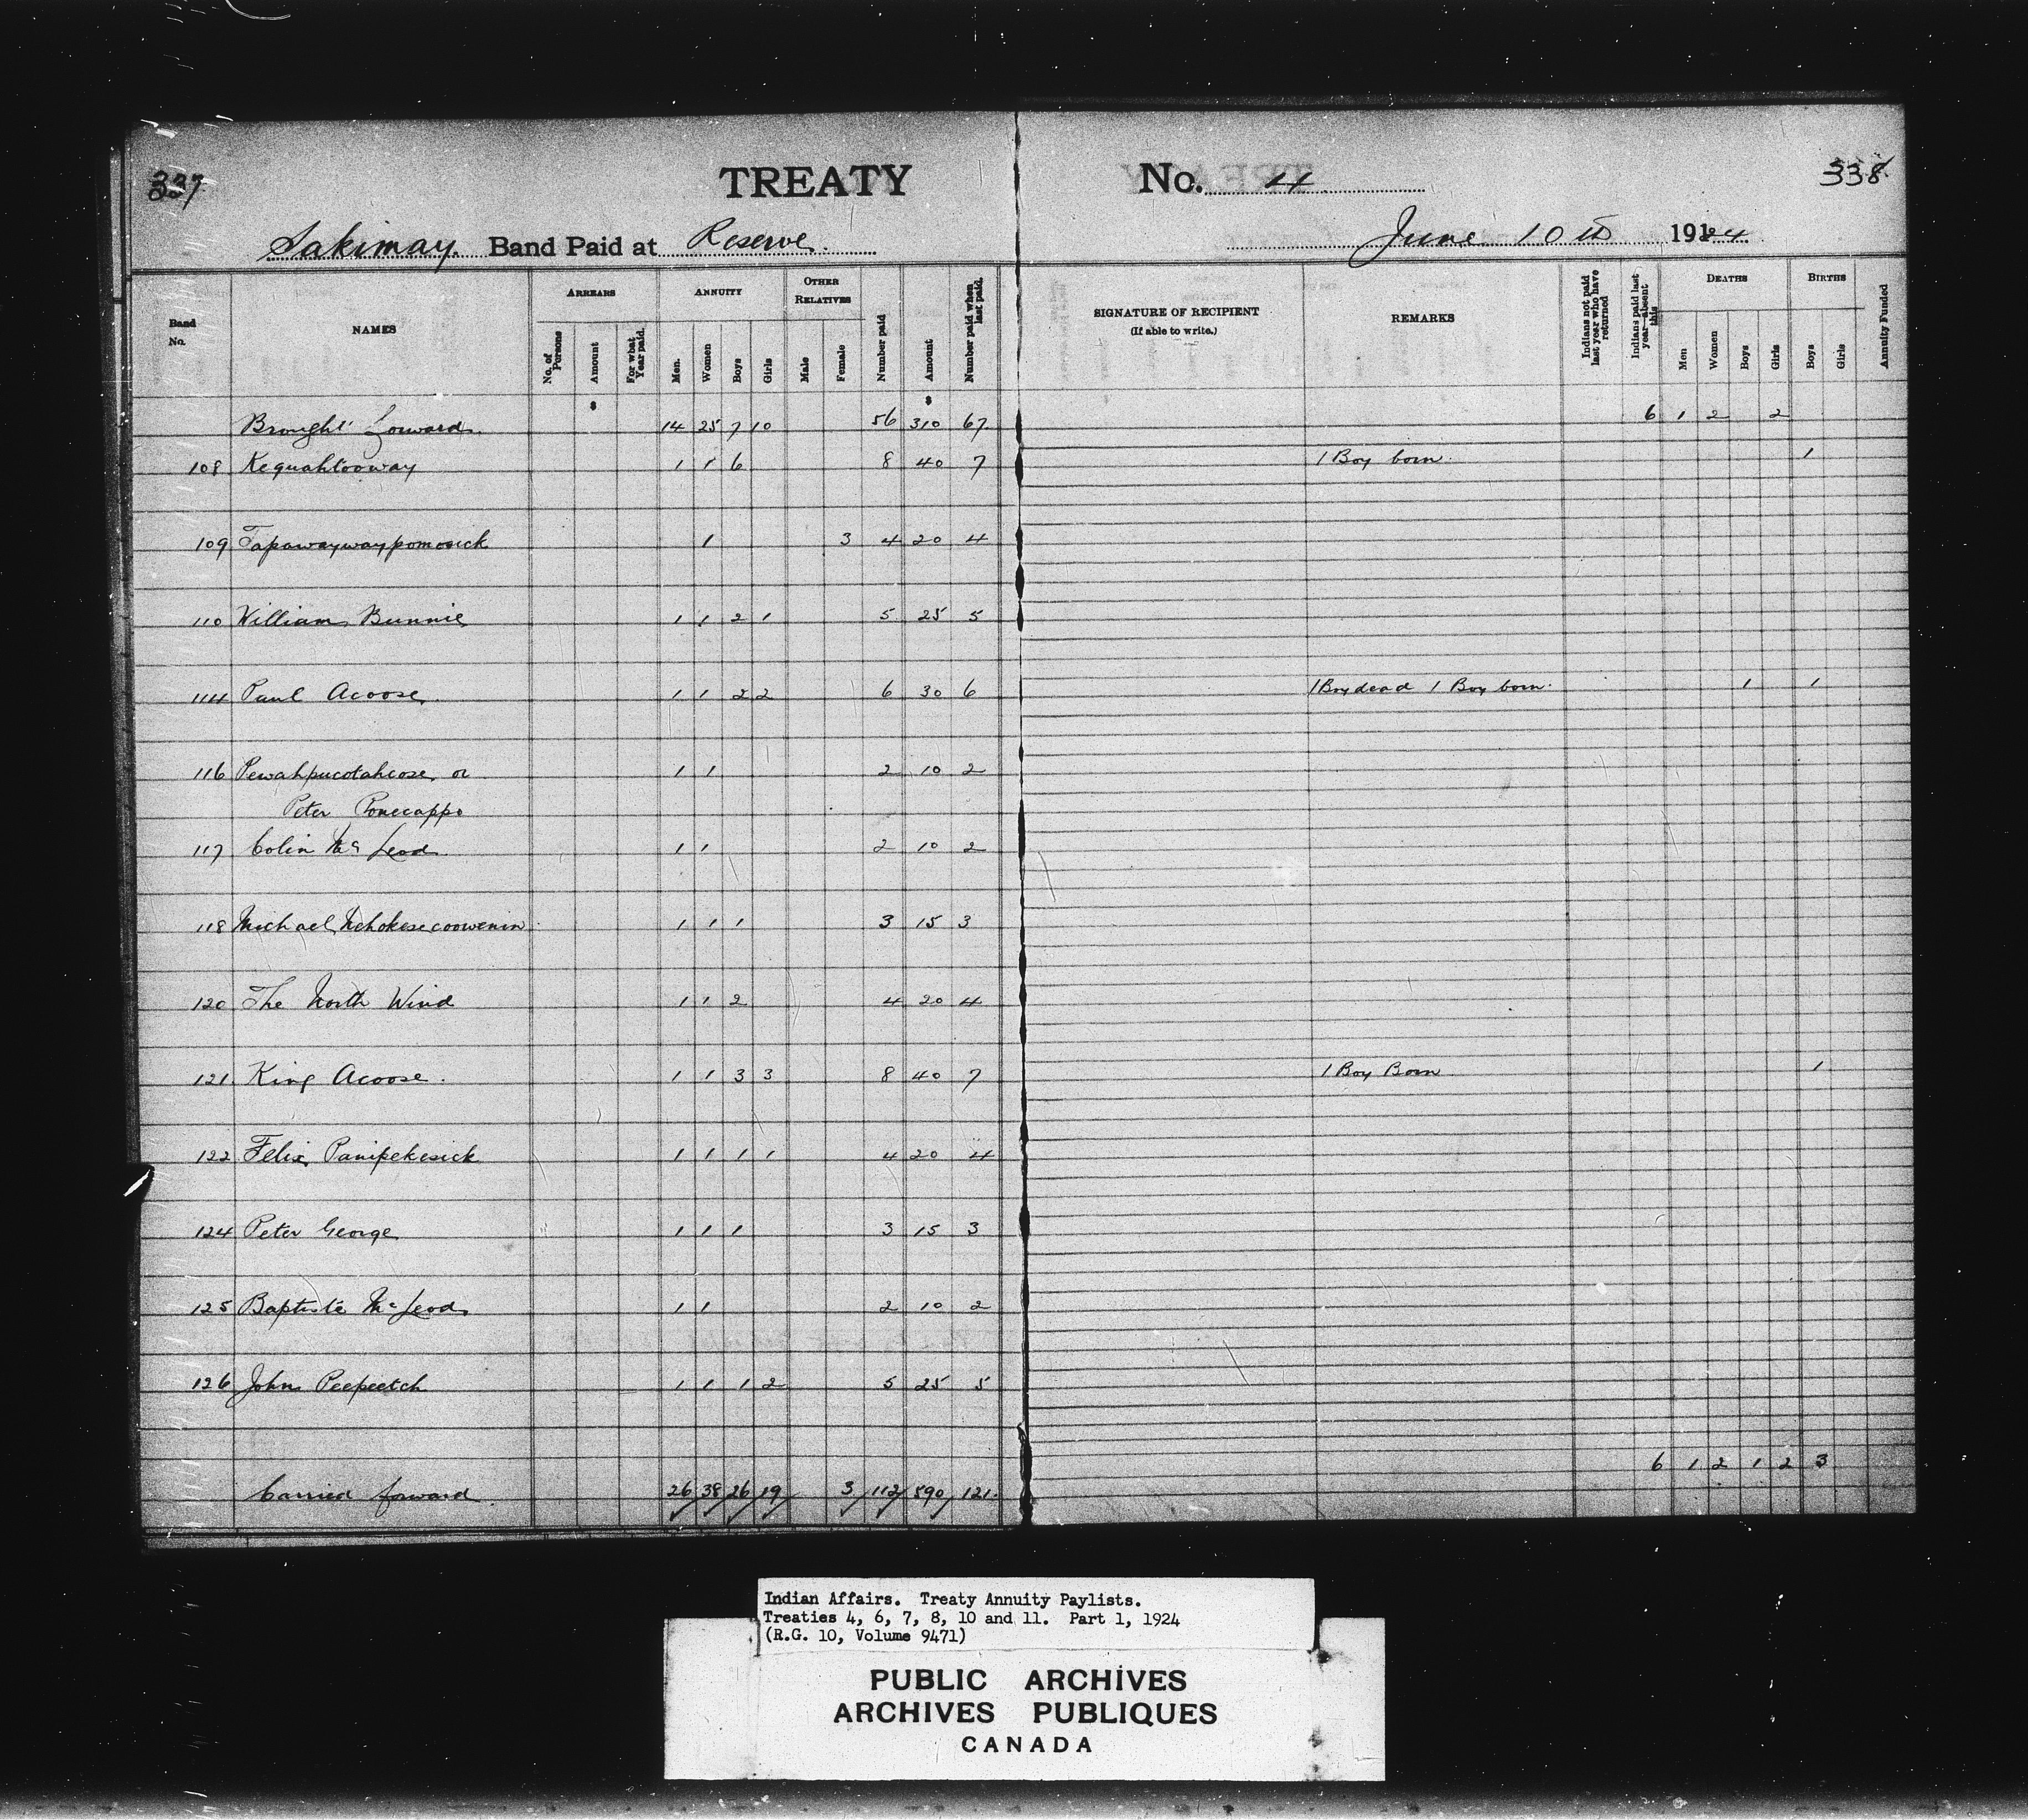 337 TREATY No. 4 338
Sakimay Band Paid at Reserve. June 10th 1924
Band No. NAMES ARREARS ANNUITY OTHER RELATIVES Number paid Amount Number paid when last paid. SIGNATURE OF RECIPIENT (If able to write.) REMARKS Indians not paid last year who have returned Indians paid last year—absent this DEATHS BIRTHS Annuity Funded
No. of Persons Amount For what Year paid. Men. Women Boys Girls Male Female Men Women Boys Girls Boys Girls
$ $
Brought forward 14 25 7 10 56 310 67 6 1 2 2
108 Kequahtooway 1 1 6 8 40 7 1 Boy born. 1
109 Tapawaywaypomosick 1 3 4 20 4
110 William Bunnie 1 1 2 1 5 25 5
114 Paul Acoose 1 1 2 2 6 30 6 1 Boy dead 1 Boy born. 1 1
116 Pewahpucotahcose, or 1 1 2 10 2
Peter Ponecappo
117 Colin McLeod 1 1 2 10 2
118 Michael Nchokesecoowenin 1 1 1 3 15 3
120 The North Wind 1 1 2 4 20 4
121 King Acoose. 1 1 3 3 8 40 7 1 Boy Born 1
122 Felix Panipekesick 1 1 1 1 4 20 4
124 Peter George 1 1 1 3 15 3
125 Baptiste McLeod 1 1 2 10 2
126 John Peepeetch 1 1 1 2 5 25 5
Carried forward 26 38 26 19 3 112 590 121. 6 1 2 1 2 3
Indian Affairs. Treaty Annuity Paylists.
Treaties 4, 6, 7, 8, 10 and 11. Part 1, 1924
(R.G. 10, Volume 9471)
PUBLIC ARCHIVES
ARCHIVES PUBLIQUES
CANADA